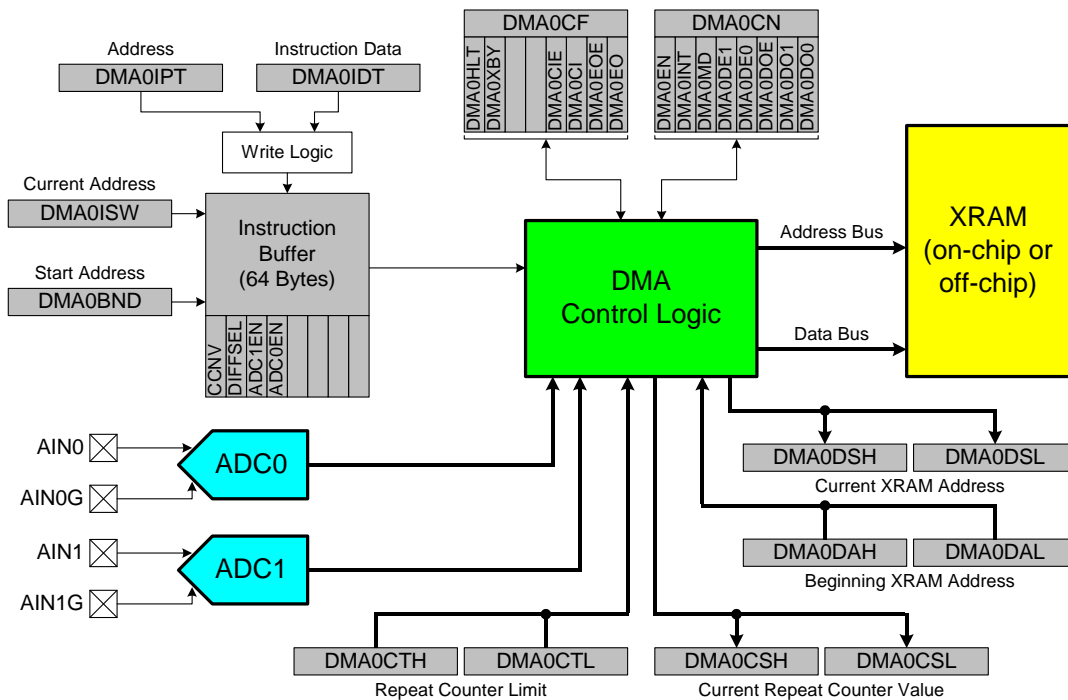 DMA0CF
DMA0HLT
DMA0XBY
DMA0CIE
DMA0CI
DMA0EOE
DMA0EO
DMA0CN
DMA0EN
DMA0INT
DMA0MD
DMA0DE1
DMA0DE0
DMA0DOE
DMA0DO1
DMA0DO0
Address
DMA0IPT
Instruction Data
DMA0IDT
Write Logic
Current Address
DMA0ISW
Start Address
DMA0BND
Instruction
Buffer
(64 Bytes)
CCNV
DIFFSEL
ADC1EN
ADC0EN
DMA
Control Logic
Address Bus
Data Bus
XRAM
(on-chip or
off-chip)
AIN0
AIN0G
ADC0
AIN1
AIN1G
ADC1
DMA0DSH
DMA0DSL
Current XRAM Address
DMA0DAH
DMA0DAL
Beginning XRAM Address
DMA0CTH
DMA0CTL
Repeat Counter Limit
DMA0CSH
DMA0CSL
Current Repeat Counter Value